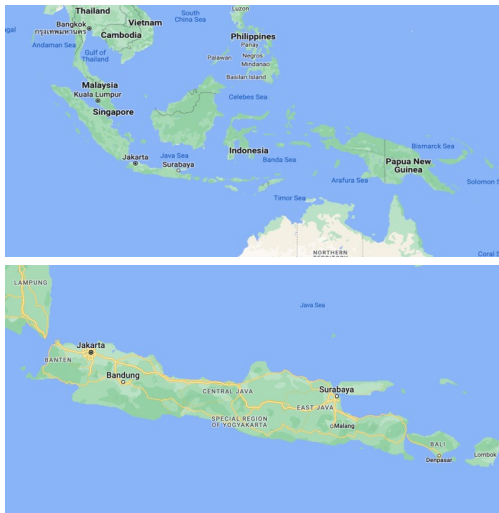 Thailand
South
China Sea
Luzon
Vietnam
Bangkok
กรุงเทพมหานคร
Cambodia
Philippines
gal
Andaman Sea
Gulf of
Thailand
Panay
Negros
Palawan
Mindanao
Basilan Island
Malaysia
Kuala Lumpur
Celebes Sea
Singapore
Bismarck Sea
Indonesia
Jakarta
Java Sea
Surabaya
Banda Sea
Papua New
Guinea
Arafura Sea
Solomon S
Timor Sea
NORTHERN
Coral S
LAMPUNG
Java Sea
Jakarta
BANTEN
Bandung
CENTRAL JAVA
Surabaya
EAST JAVA
SPECIAL REGION
OF YOGYAKARTA
Malang
BALI
Denpasar
Lombok